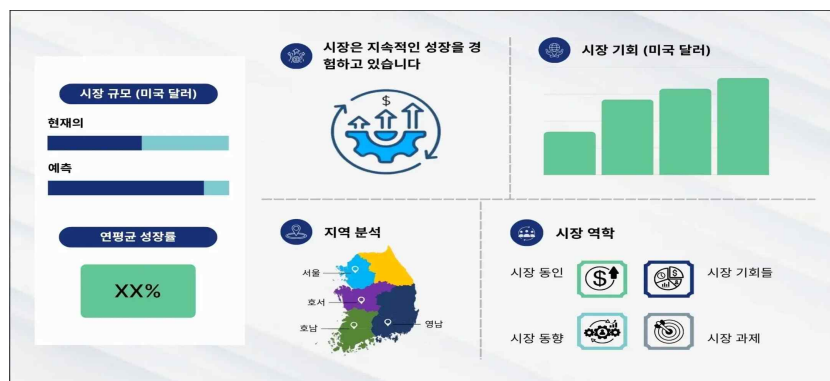 시장 규모 (미국 달러)
현재의
예측
연평균 성장률
XX%
시장은 지속적인 성장을 경
험하고 있습니다
$
시장 기회 (미국 달러)
지역 분석
서울
호서
호남
영남
시장 역학
시장 동인
$
$
시장 기회들
시장 동향
시장 과제